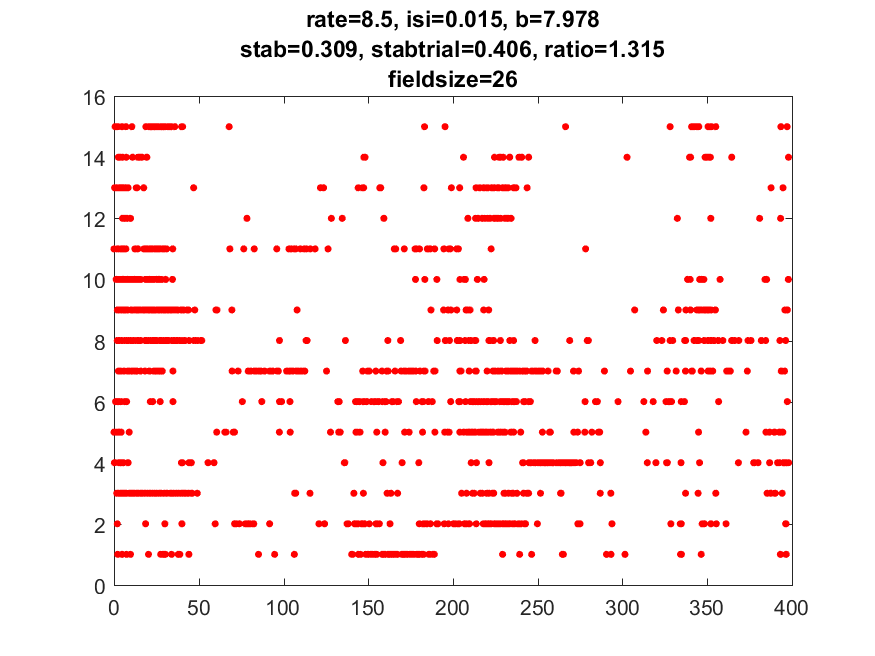 rate=8.5, isi=0.015, b=7.978
stab=0.309, stabtrial=0.406, ratio=1.315
fieldsize=26
16
14
12
10
8
6
4
2
0
0 50 100 150 200 250 300 350 400